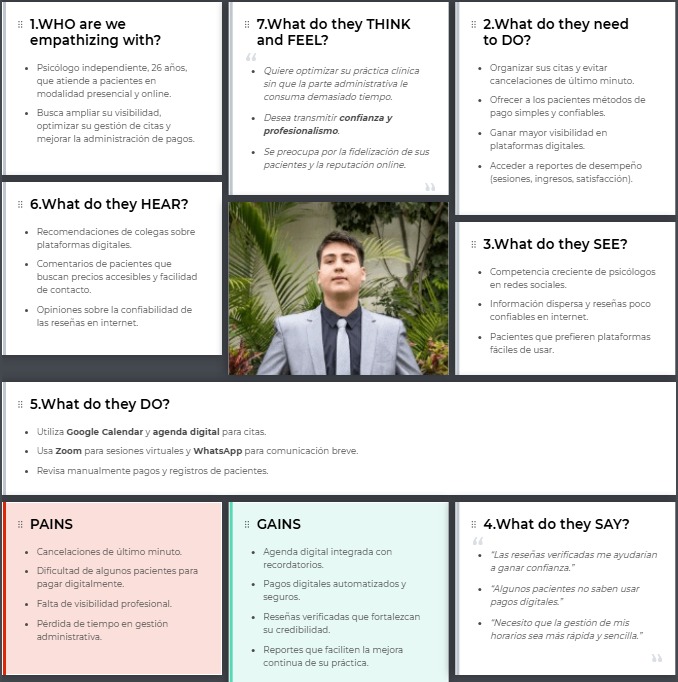 1.WHO are we
empathizing with?
Psicólogo independiente, 26 años,
que atiende a pacientes en
modalidad presencial y online.
Busca ampliar su visibilidad,
optimizar su gestión de citas y
mejorar la administración de pagos.
7.What do they THINK
and FEEL?
“
Quiere optimizar su práctica clínica
sin que la parte administrativa le
consuma demasiado tiempo.
Desea transmitir confianza y
profesionalismo.
Se preocupa por la fidelización de sus
pacientes y la reputación online.
”
2.What do they need
to DO?
Organizar sus citas y evitar
cancelaciones de último minuto.
Ofrecer a los pacientes métodos de
pago simples y confiables.
Ganar mayor visibilidad en
plataformas digitales.
Acceder a reportes de desempeño
(sesiones, ingresos, satisfacción).
6.What do they HEAR?
Recomendaciones de colegas sobre
plataformas digitales.
Comentarios de pacientes que
buscan precios accesibles y facilidad
de contacto.
Opiniones sobre la confiabilidad de
las reseñas en internet.
3.What do they SEE?
Competencia creciente de psicólogos
en redes sociales.
Información dispersa y reseñas poco
confiables en internet.
Pacientes que prefieren plataformas
fáciles de usar.
5.What do they DO?
Utiliza Google Calendar y agenda digital para citas.
Usa Zoom para sesiones virtuales y WhatsApp para comunicación breve.
Revisa manualmente pagos y registros de pacientes.
PAINS
Cancelaciones de último minuto.
Dificultad de algunos pacientes para
pagar digitalmente.
Falta de visibilidad profesional.
Pérdida de tiempo en gestión
administrativa.
GAINS
Agenda digital integrada con
recordatorios.
Pagos digitales automatizados y
seguros.
Reseñas verificadas que fortalezcan
su credibilidad.
Reportes que faciliten la mejora
continua de su práctica.
4.What do they SAY?
“
“Las reseñas verificadas me ayudarían
a ganar confianza.”
“Algunos pacientes no saben usar
pagos digitales.”
“Necesito que la gestión de mis
horarios sea más rápida y sencilla.”
”